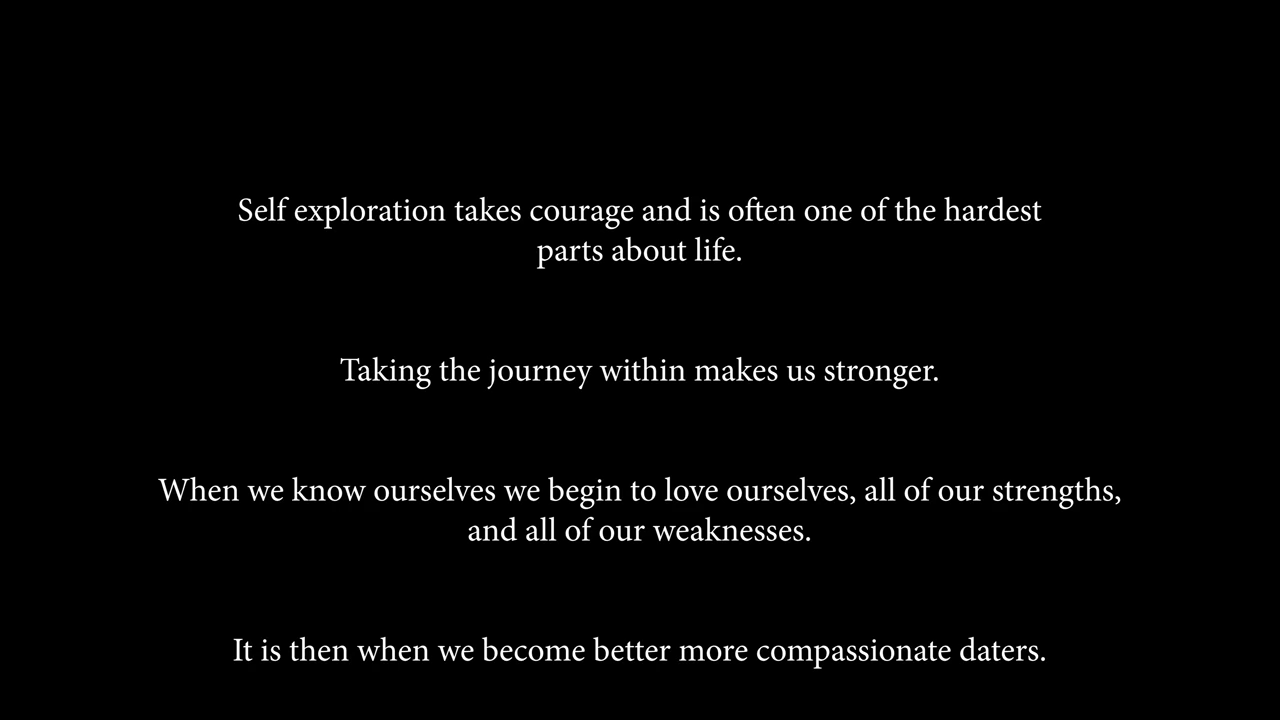 Self exploration takes courage and is often one of the hardest
parts about life.
Taking the journey within makes us stronger.
When we know ourselves we begin to love ourselves, all of our strengths,
and all of our weaknesses.
It is then when we become better more compassionate daters.